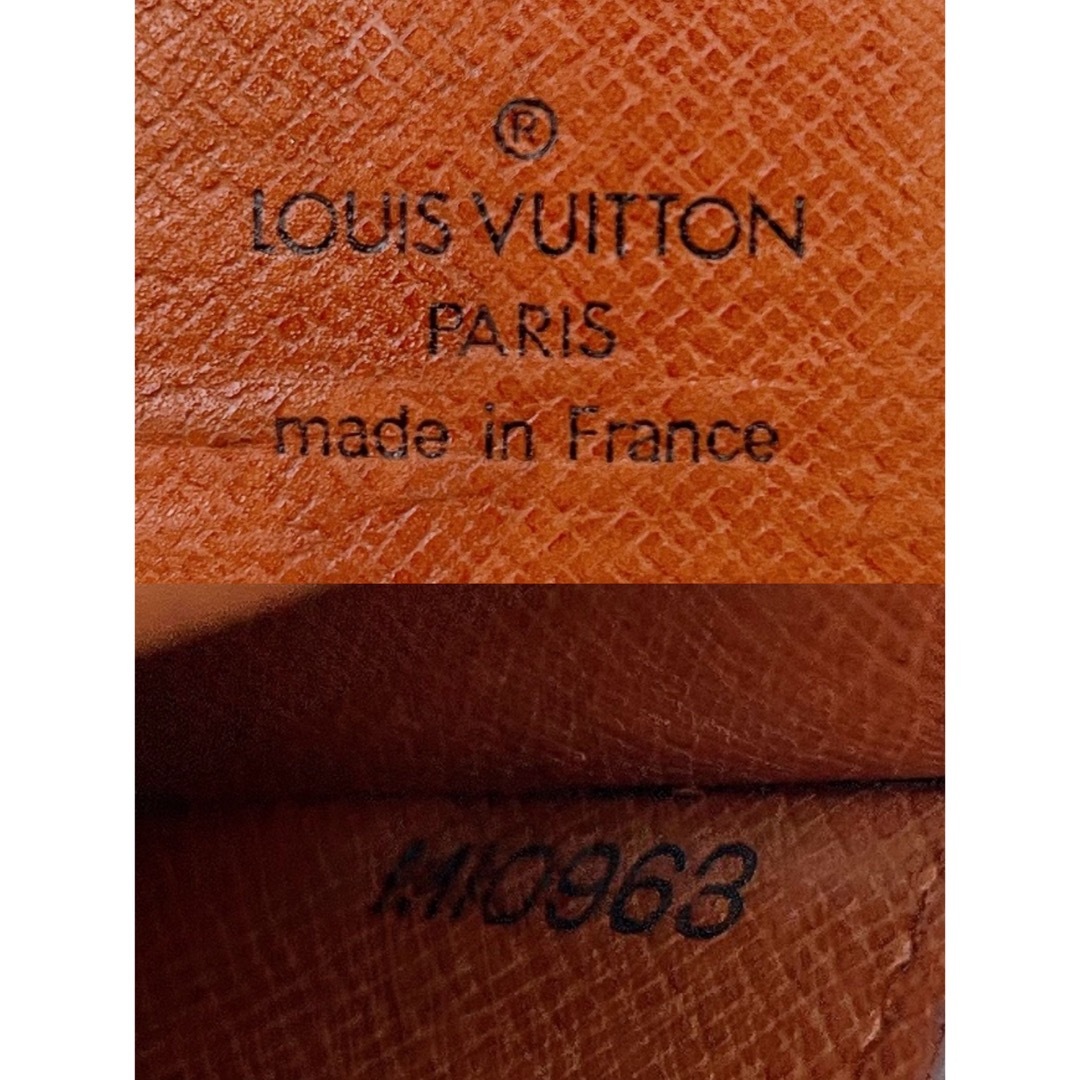 ®
LOUIS VUITTON
PARIS
made in France
MI0963